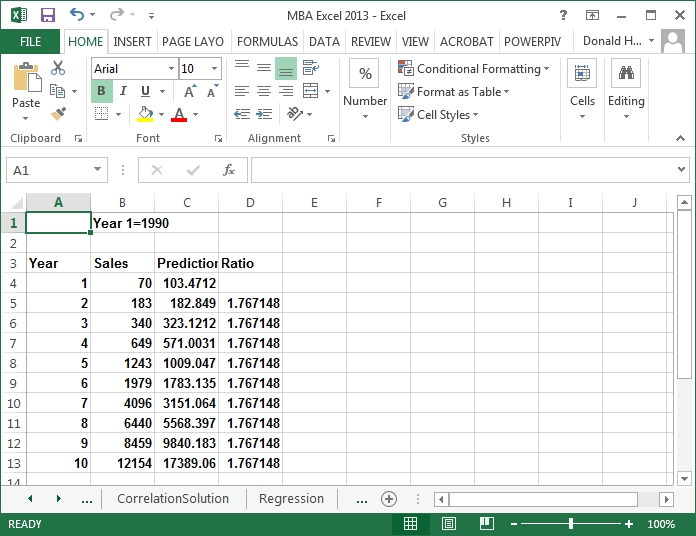 MBA Excel 2013 - Excel
FILE HOME INSERT PAGE LAYO FORMULAS DATA REVIEW VIEW ACROBAT POWERPIV Donald H...
Paste
Arial 10
B I U
A A
A
%
Number
Conditional Formatting
Format as Table
Cell Styles
Cells
Editing
Clipboard Font Alignment Styles
A1 fx
A B C D E F G H I J
1 Year 1=1990
2
3 Year Sales Prediction Ratio
4 1 70 103.4712
5 2 183 182.849 1.767148
6 3 340 323.1212 1.767148
7 4 649 571.0031 1.767148
8 5 1243 1009.047 1.767148
9 6 1979 1783.135 1.767148
10 7 4096 3151.064 1.767148
11 8 6440 5568.397 1.767148
12 9 8459 9840.183 1.767148
13 10 12154 17389.06 1.767148
14
... CorrelationSolution Regression ...
READY 100%